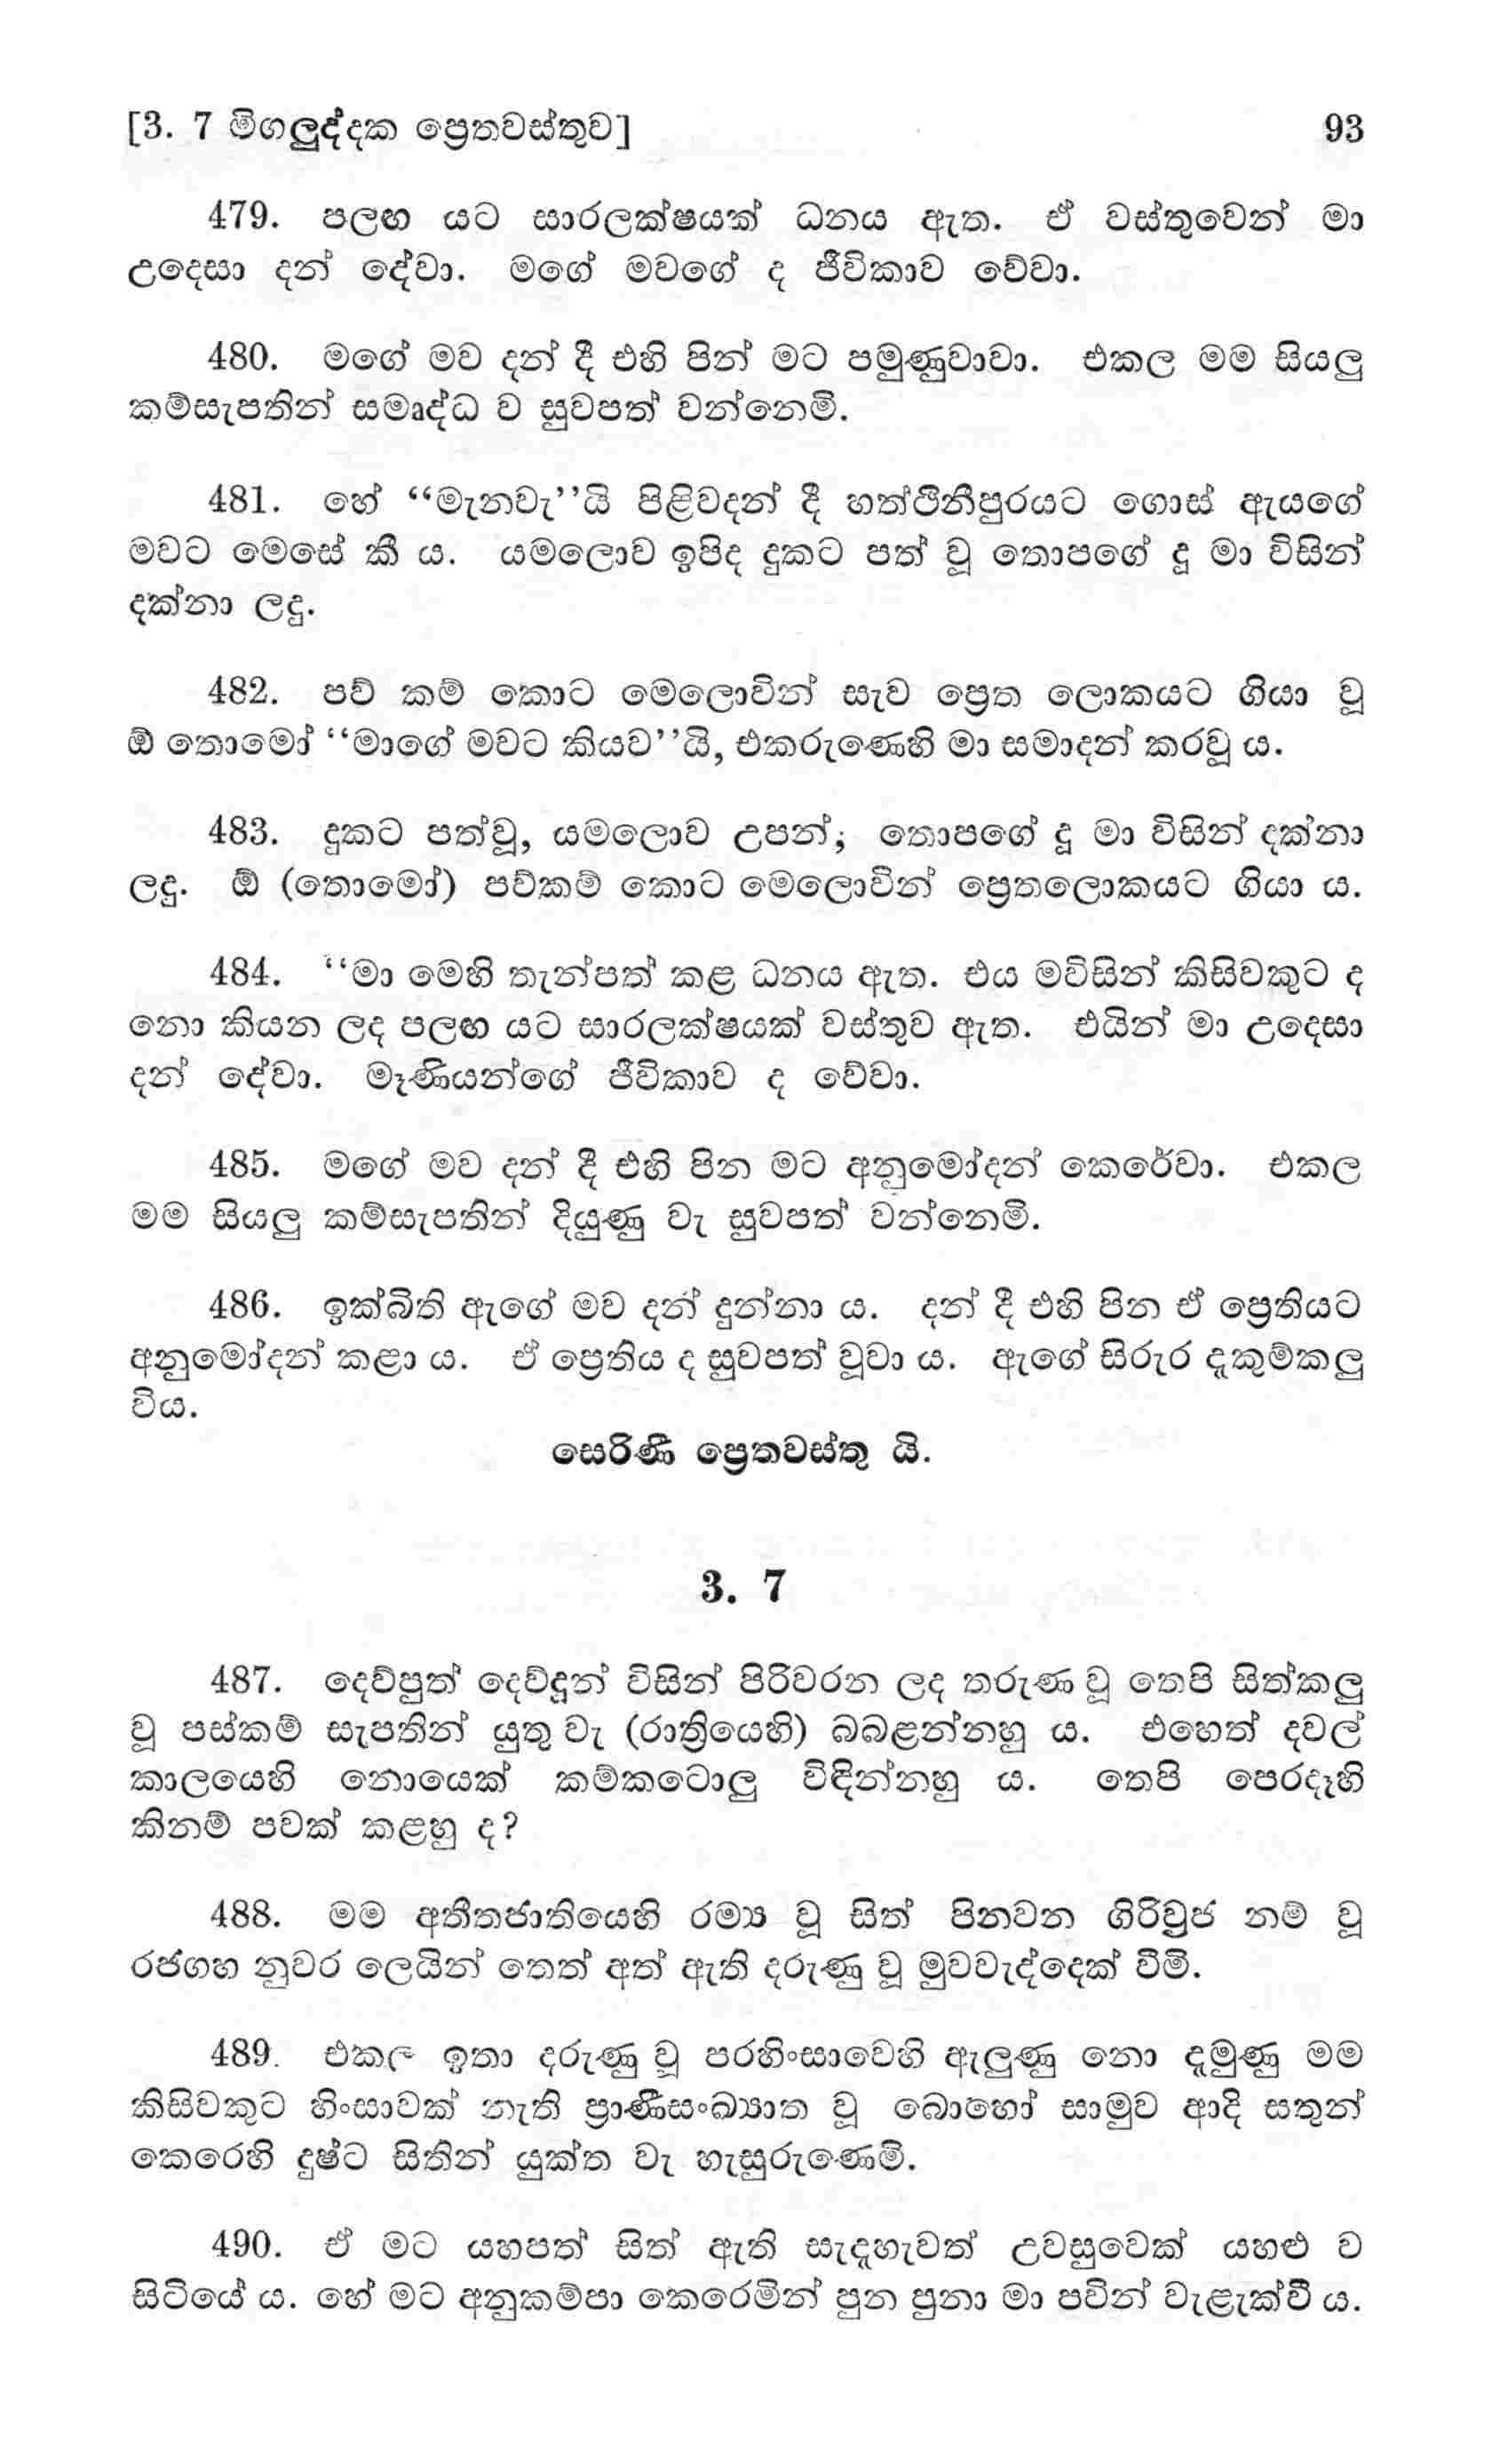 [3. 7 මිගලුද්දක ප්‍රෙතවස්තුව] 93
479. පලඟ යට සාරලක්ෂයක් ධනය ඇත. ඒ වස්තුවෙන් මා
උදෙසා දන් දේවා. මගේ මවගේ ද ජීවිකාව වේවා.
480. මගේ මව දන් දී එහි පින් මට පමුණුවාවා. එකල මම සියලු
කම්සැපතින් සමෘද්ධ ව සුවපත් වන්නෙමි.
481. හේ “මැනවැ”යි පිළිවදන් දී හත්ථිනීපුරයට ගොස් ඇයගේ
මවට මෙසේ කී ය. යමලොව ඉපිද දුකට පත් වූ තොපගේ දූ මා විසින්
දක්නා ලදු.
482. පව් කම් කොට මෙලොවින් සැව ප්‍රෙත ලොකයට ගියා වූ
ඕ තොමෝ “මාගේ මවට කියව”යි, එකරුණෙහි මා සමාදන් කරවූ ය.
483. දුකට පත්වූ, යමලොව උපන්, තොපගේ දූ මා විසින් දක්නා
ලදු. ඕ (තොමෝ) පව්කම් කොට මෙලොවින් ප්‍රෙතලොකයට ගියා ය.
484. “මා මෙහි තැන්පත් කළ ධනය ඇත. එය මවිසින් කිසිවකුට ද
නො කියන ලද පලඟ යට සාරලක්ෂයක් වස්තුව ඇත. එයින් මා උදෙසා
දන් දේවා. මෑණියන්ගේ ජීවිකාව ද වේවා.
485. මගේ මව දන් දී එහි පින මට අනුමෝදන් කෙරේවා. එකල
මම සියලු කම්සැපතින් දියුණු වැ සුවපත් වන්නෙමි.
486. ඉක්බිති ඇගේ මව දන් දුන්නා ය. දන් දී එහි පින ඒ ප්‍රෙතියට
අනුමෝදන් කළා ය. ඒ ප්‍රෙතිය ද සුවපත් වූවා ය. ඇගේ සිරුර දැකුම්කලු
විය.
සෙරිණී ප්‍රෙතවස්තු යි.
3. 7
487. දෙව්පුත් දෙව්දූන් විසින් පිරිවරන ලද තරුණ වූ තෙපි සිත්කලු
වූ පස්කම් සැපතින් යුතු වැ (රාත්‍රියෙහි) බබළන්නහු ය. එහෙත් දවල්
කාලයෙහි නොයෙක් කම්කටොලු විඳින්නහු ය. තෙපි පෙරදෑහි
කිනම් පවක් කළහු ද?
488. මම අතීතජාතියෙහි රම්‍ය වූ සිත් පිනවන ගිරිව්‍රජ නම් වූ
රජගහ නුවර ලෙයින් තෙත් අත් ඇති දරුණු වූ මුවවැද්දෙක් වීමි.
489. එකල ඉතා දරුණු වූ පරහිංසාවෙහි ඇලුණු නො දැමුණු මම
කිසිවකුට හිංසාවක් නැති ප්‍රාණීසංඛ්‍යාත වූ බොහෝ සාමුව ආදි සතුන්
කෙරෙහි දුෂ්ට සිතින් යුක්ත වැ හැසුරුණෙමි.
490. ඒ මට යහපත් සිත් ඇති සැදැහැවත් උවසුවෙක් යහළු ව
සිටියේ ය. හේ මට අනුකම්පා කෙරෙමින් පුන පුනා මා පවින් වැළැක්වී ය.